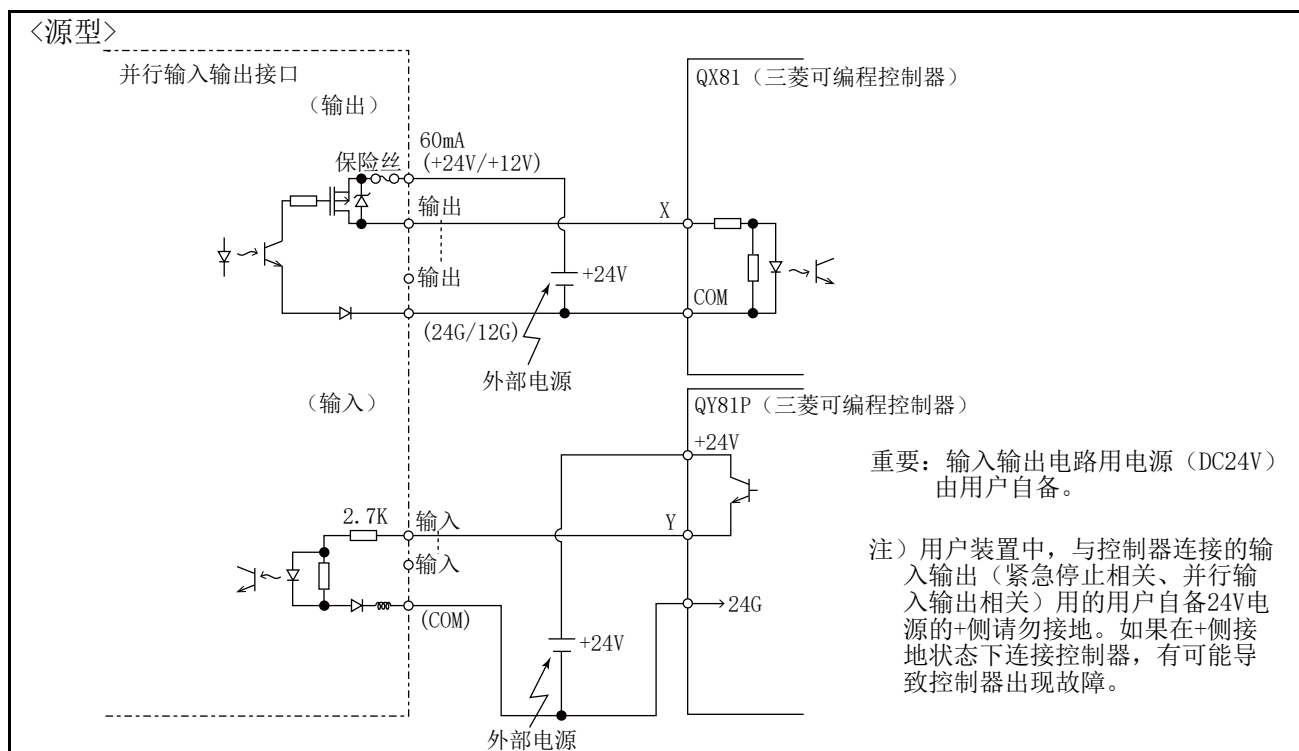 <源型>
并行输入输出接口
（输出）
60mA
(+24V/+12V)
保险丝
输出
输出
(24G/12G)
+24V
外部电源
QX81（三菱可编程控制器）
X
COM
（输入）
2.7K
输入
输入
(COM)
+24V
外部电源
QY81P（三菱可编程控制器）
+24V
Y
24G
重要：输入输出电路用电源（DC24V）
由用户自备。
注）用户装置中，与控制器连接的输
入输出（紧急停止相关、并行输
入输出相关）用的用户自备24V电
源的+侧请勿接地。如果在+侧接
地状态下连接控制器，有可能导
致控制器出现故障。